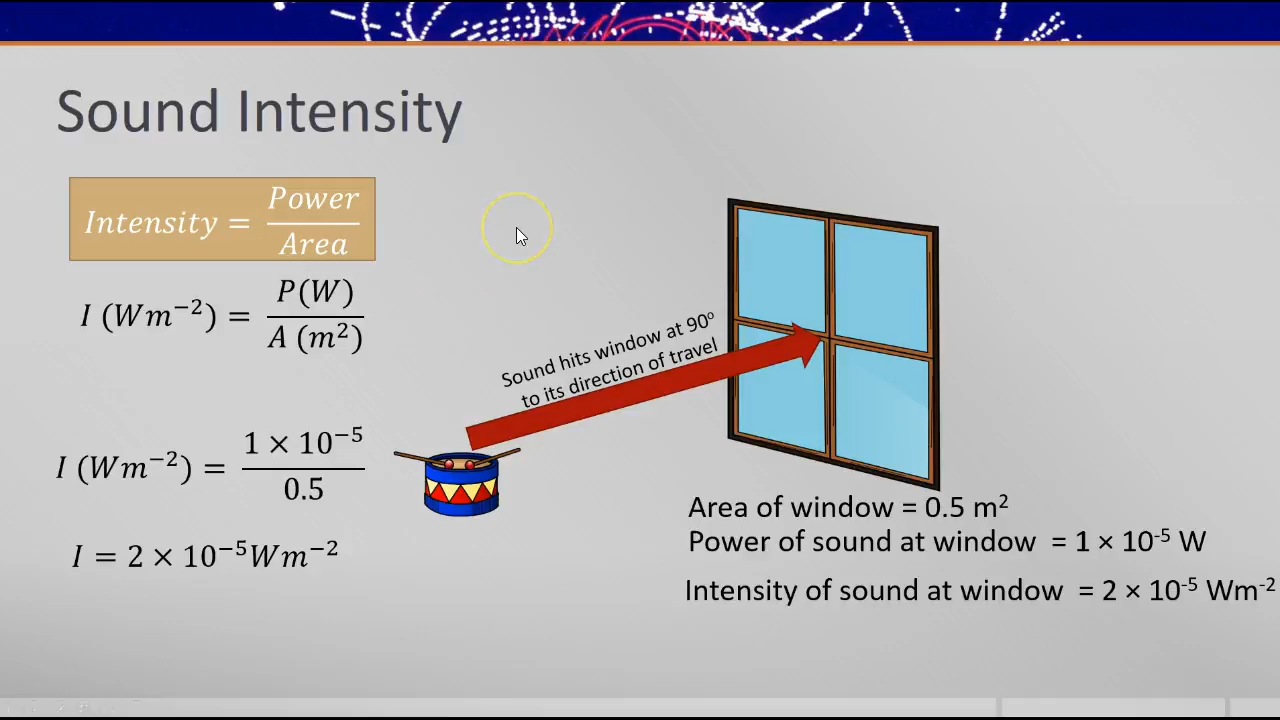 Sound Intensity
Intensity = Power / Area
I (Wm⁻²) = P(W) / A (m²)
Sound hits window at 90º
to its direction of travel
I (Wm⁻²) = 1 × 10⁻⁵ / 0.5
I = 2 × 10⁻⁵Wm⁻²
Area of window = 0.5 m²
Power of sound at window = 1 × 10⁻⁵ W
Intensity of sound at window = 2 × 10⁻⁵ Wm⁻²